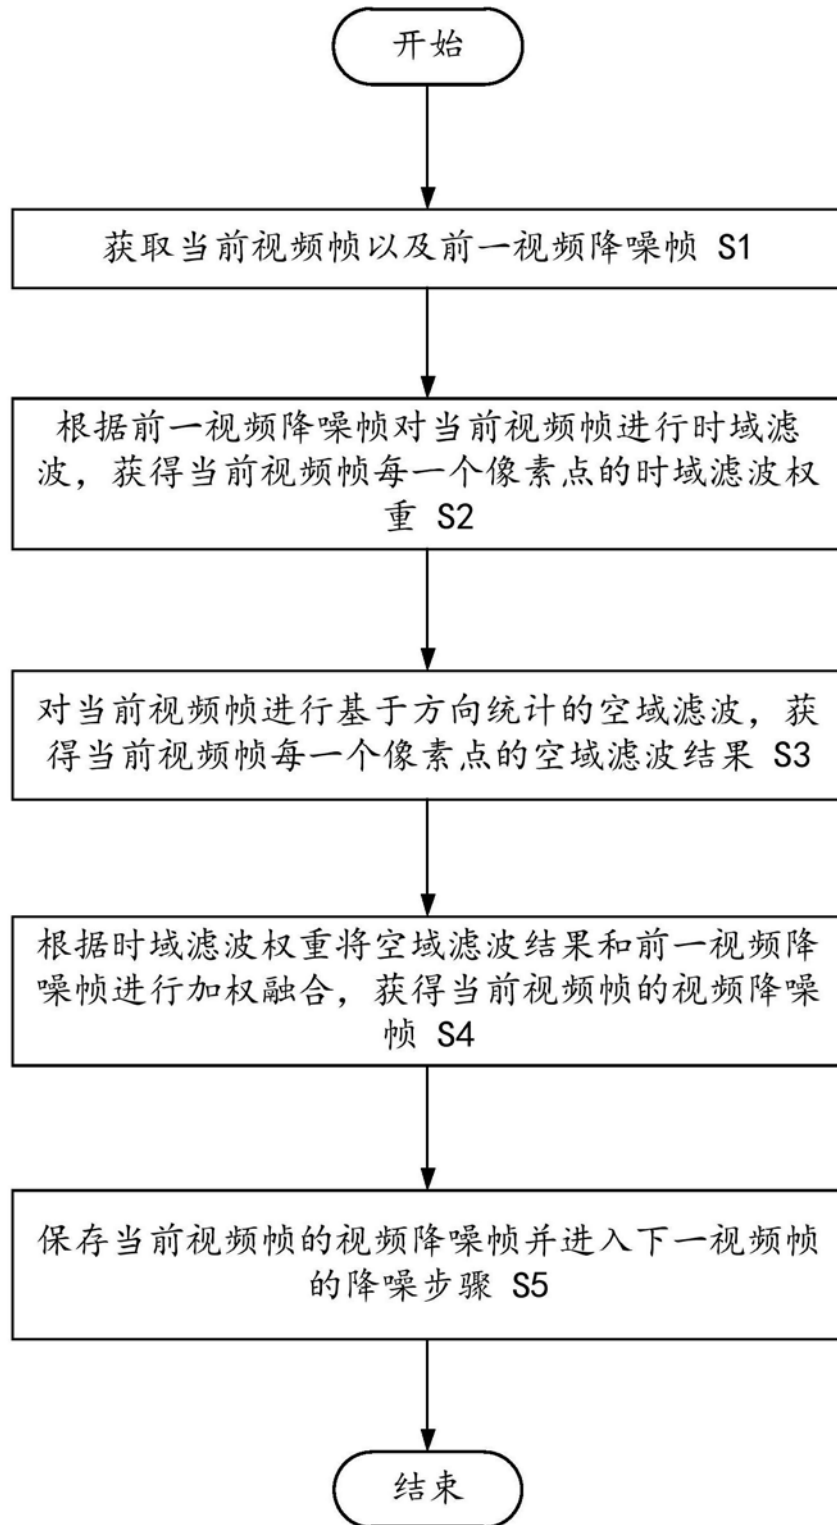 开始
获取当前视频帧以及前一视频降噪帧 S1
根据前一视频降噪帧对当前视频帧进行时域滤
波，获得当前视频帧每一个像素点的时域滤波权
重 S2
对当前视频帧进行基于方向统计的空域滤波，获
得当前视频帧每一个像素点的空域滤波结果 S3
根据时域滤波权重将空域滤波结果和前一视频降
噪帧进行加权融合，获得当前视频帧的视频降噪
帧 S4
保存当前视频帧的视频降噪帧并进入下一视频帧
的降噪步骤 S5
结束